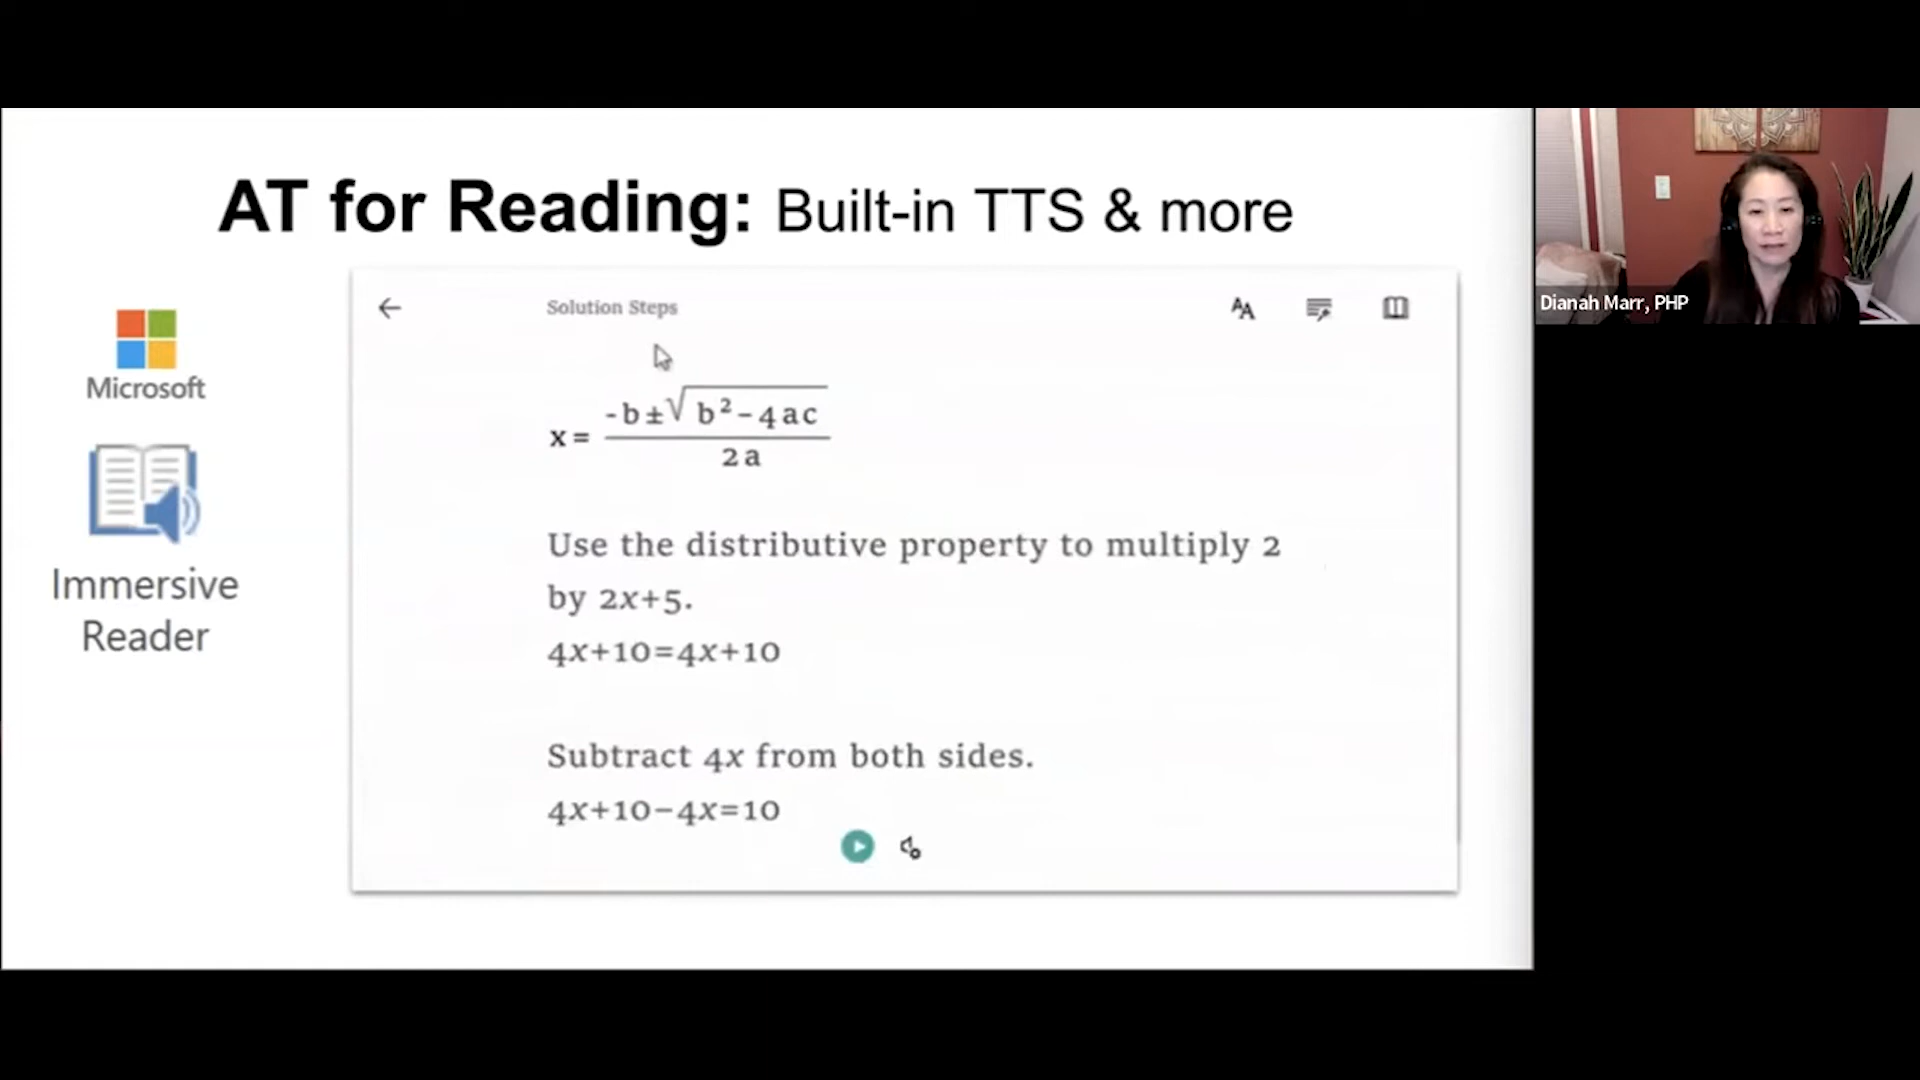 AT for Reading: Built-in TTS & more
Microsoft
Immersive
Reader
Solution Steps
x = -b±√b²-4ac / 2a
Use the distributive property to multiply 2
by 2x+5.
4x+10=4x+10
Subtract 4x from both sides.
4x+10−4x=10
Dianah Marr, PHP